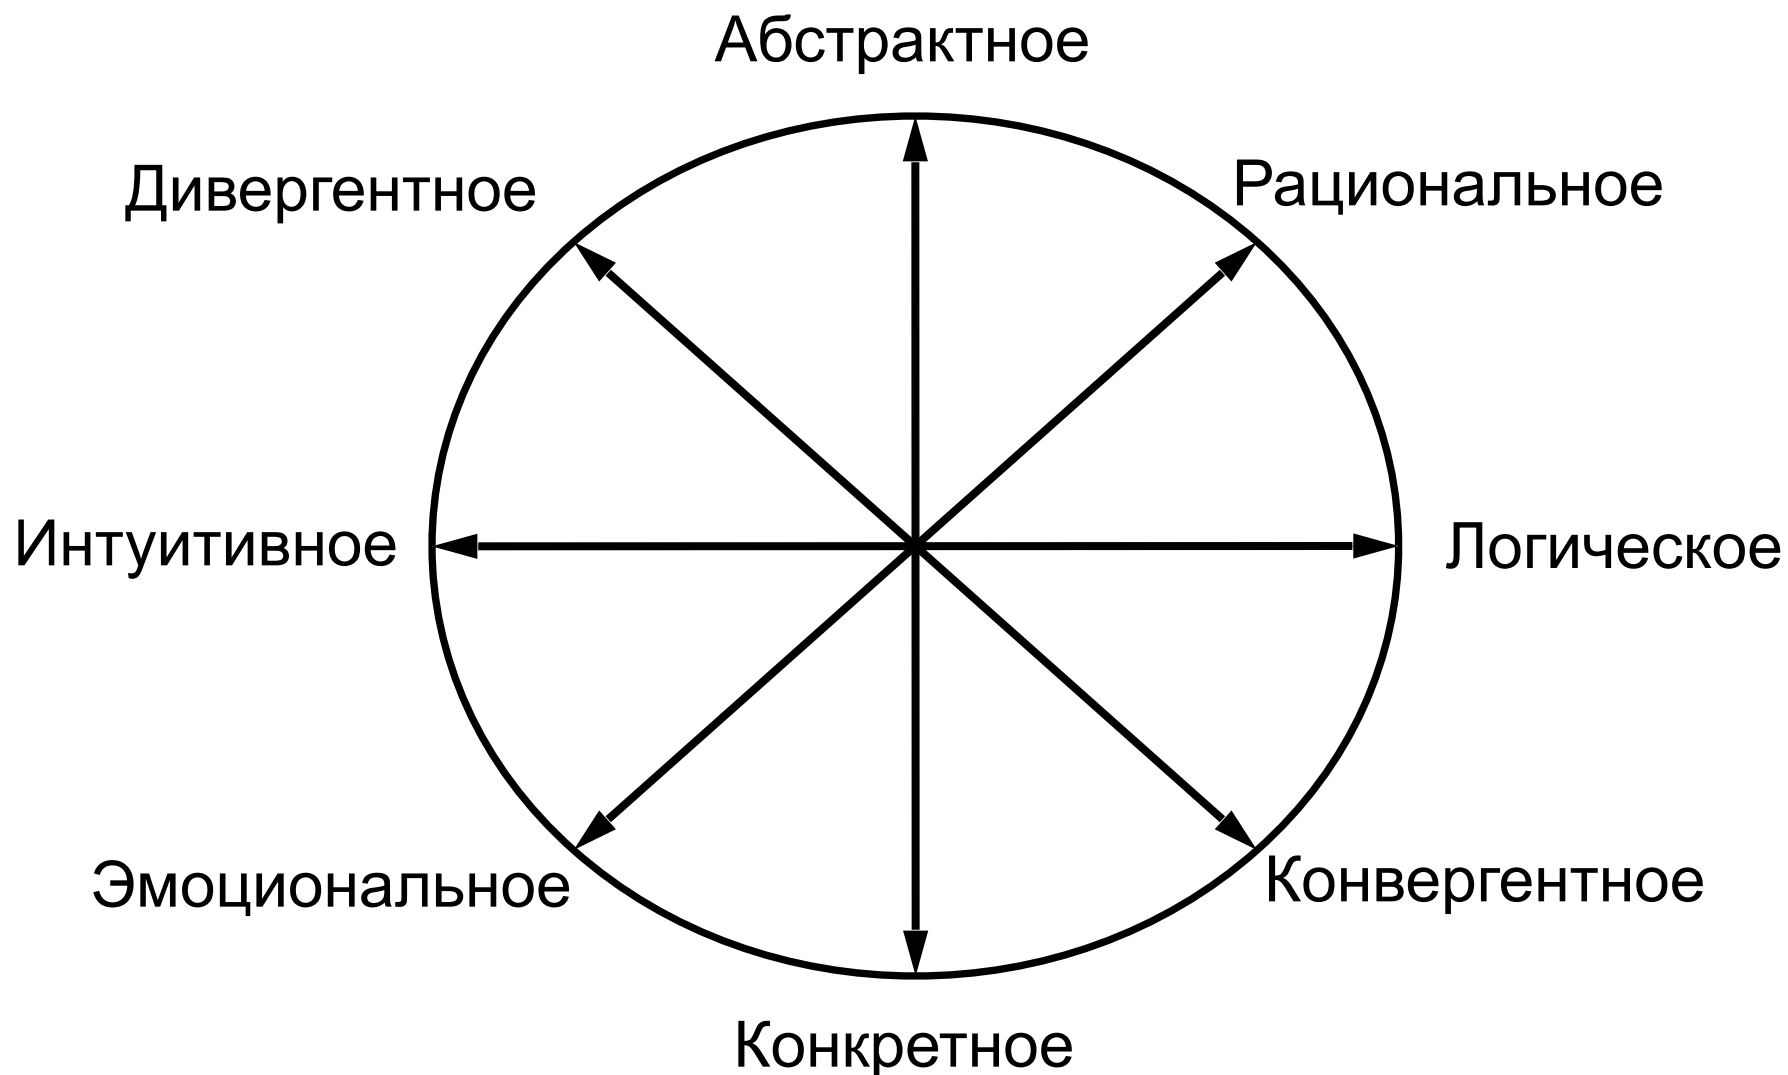 Абстрактное
Дивергентное
Рациональное
Интуитивное
Логическое
Эмоциональное
Конвергентное
Конкретное